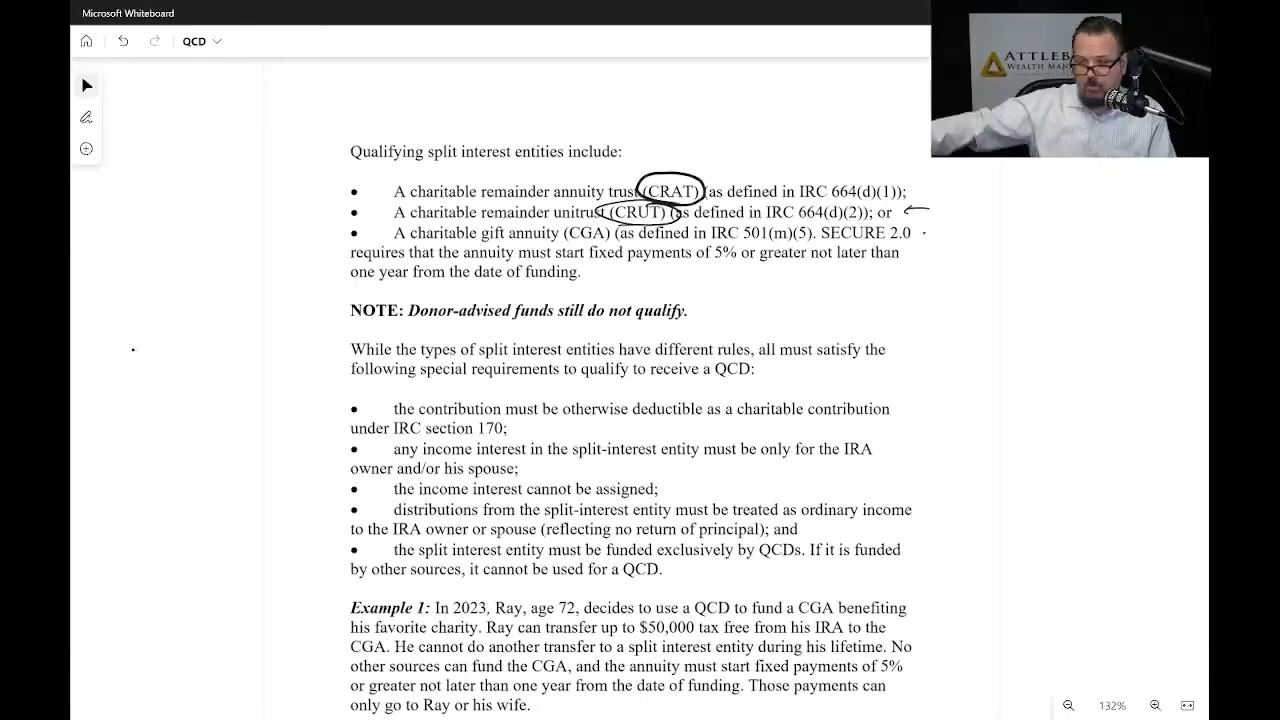 Microsoft Whiteboard
QCD
ATTLEB
WEALTH MAN
Qualifying split interest entities include:
• A charitable remainder annuity trust (CRAT) (as defined in IRC 664(d)(1));
• A charitable remainder unitrust (CRUT) (as defined in IRC 664(d)(2)); or
• A charitable gift annuity (CGA) (as defined in IRC 501(m)(5). SECURE 2.0
requires that the annuity must start fixed payments of 5% or greater not later than
one year from the date of funding.
NOTE: Donor-advised funds still do not qualify.
While the types of split interest entities have different rules, all must satisfy the
following special requirements to qualify to receive a QCD:
• the contribution must be otherwise deductible as a charitable contribution
under IRC section 170;
• any income interest in the split-interest entity must be only for the IRA
owner and/or his spouse;
• the income interest cannot be assigned;
• distributions from the split-interest entity must be treated as ordinary income
to the IRA owner or spouse (reflecting no return of principal); and
• the split interest entity must be funded exclusively by QCDs. If it is funded
by other sources, it cannot be used for a QCD.
Example 1: In 2023, Ray, age 72, decides to use a QCD to fund a CGA benefiting
his favorite charity. Ray can transfer up to $50,000 tax free from his IRA to the
CGA. He cannot do another transfer to a split interest entity during his lifetime. No
other sources can fund the CGA, and the annuity must start fixed payments of 5%
or greater not later than one year from the date of funding. Those payments can
only go to Ray or his wife.
132%